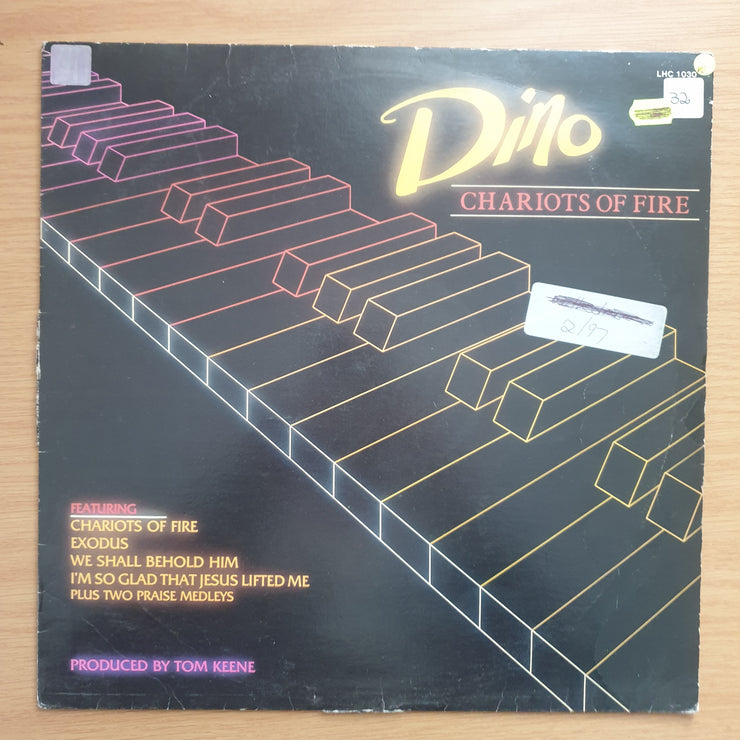 LHC 1030
32
Dino
CHARIOTS OF FIRE
2/97
FEATURING
CHARIOTS OF FIRE
EXODUS
WE SHALL BEHOLD HIM
I'M SO GLAD THAT JESUS LIFTED ME
PLUS TWO PRAISE MEDLEYS
PRODUCED BY TOM KEENE